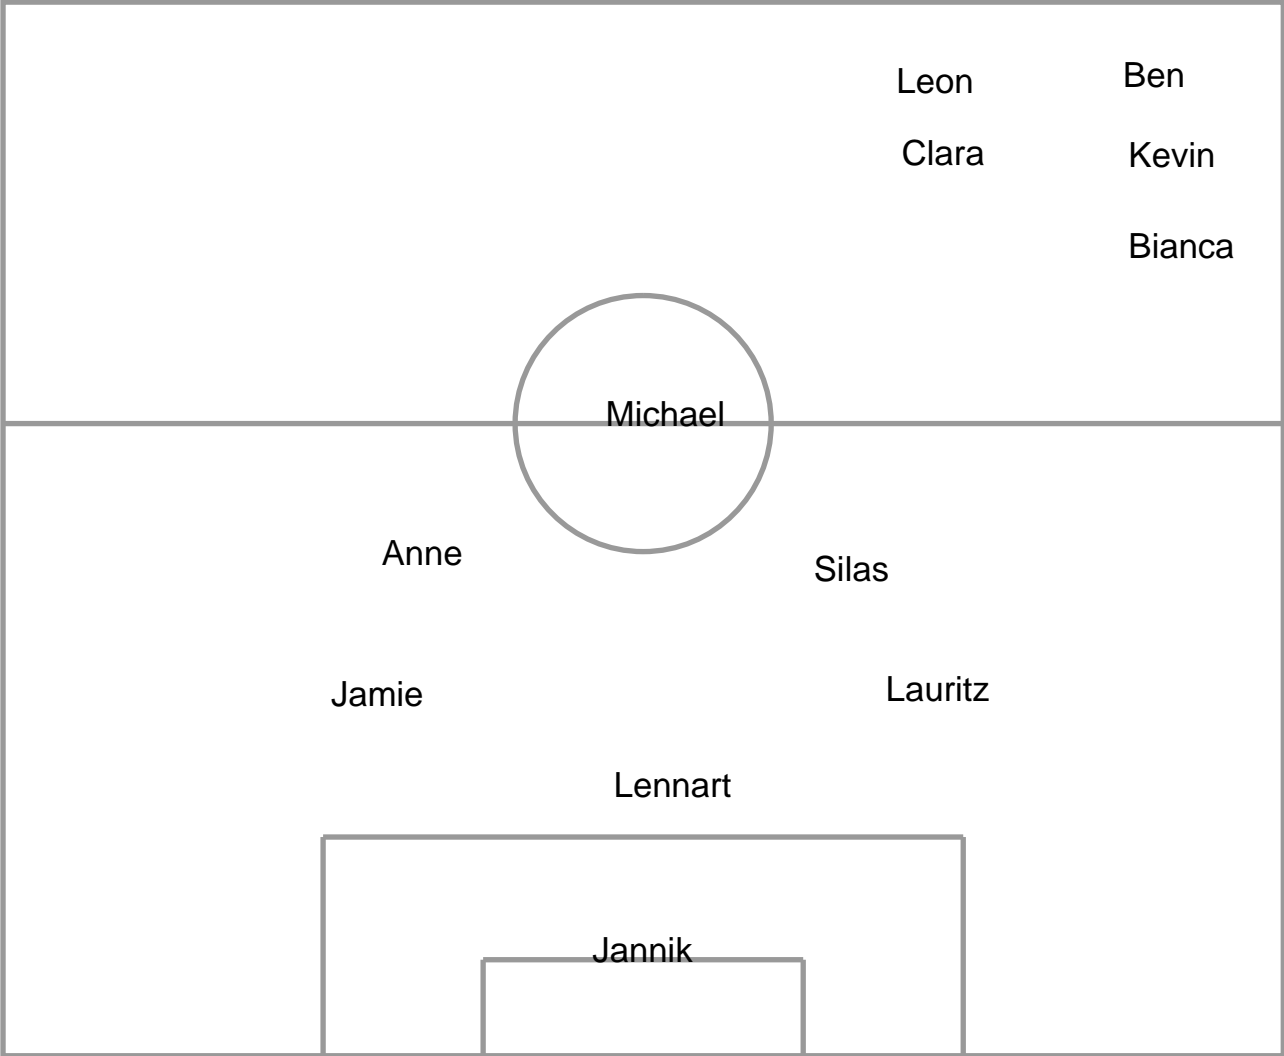 Leon
Ben
Clara
Kevin
Bianca
Michael
Anne
Silas
Jamie
Lauritz
Lennart
Jannik